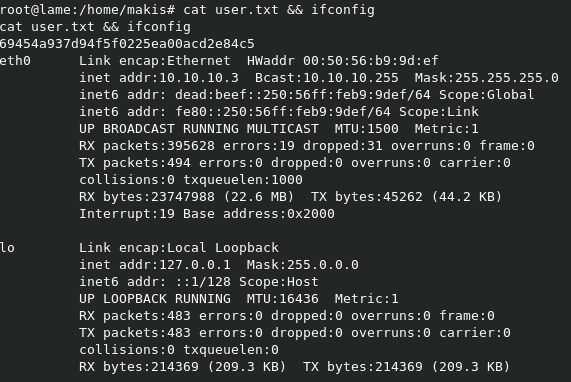 root@lame:/home/makis# cat user.txt && ifconfig
cat user.txt && ifconfig
69454a937d94f5f0225ea00acd2e84c5
eth0      Link encap:Ethernet  HWaddr 00:50:56:b9:9d:ef
          inet addr:10.10.10.3  Bcast:10.10.10.255  Mask:255.255.255.0
          inet6 addr: dead:beef::250:56ff:feb9:9def/64 Scope:Global
          inet6 addr: fe80::250:56ff:feb9:9def/64 Scope:Link
          UP BROADCAST RUNNING MULTICAST  MTU:1500  Metric:1
          RX packets:395628 errors:19 dropped:31 overruns:0 frame:0
          TX packets:494 errors:0 dropped:0 overruns:0 carrier:0
          collisions:0 txqueuelen:1000
          RX bytes:23747988 (22.6 MB)  TX bytes:45262 (44.2 KB)
          Interrupt:19 Base address:0x2000

lo        Link encap:Local Loopback
          inet addr:127.0.0.1  Mask:255.0.0.0
          inet6 addr: ::1/128 Scope:Host
          UP LOOPBACK RUNNING  MTU:16436  Metric:1
          RX packets:483 errors:0 dropped:0 overruns:0 frame:0
          TX packets:483 errors:0 dropped:0 overruns:0 carrier:0
          collisions:0 txqueuelen:0
          RX bytes:214369 (209.3 KB)  TX bytes:214369 (209.3 KB)